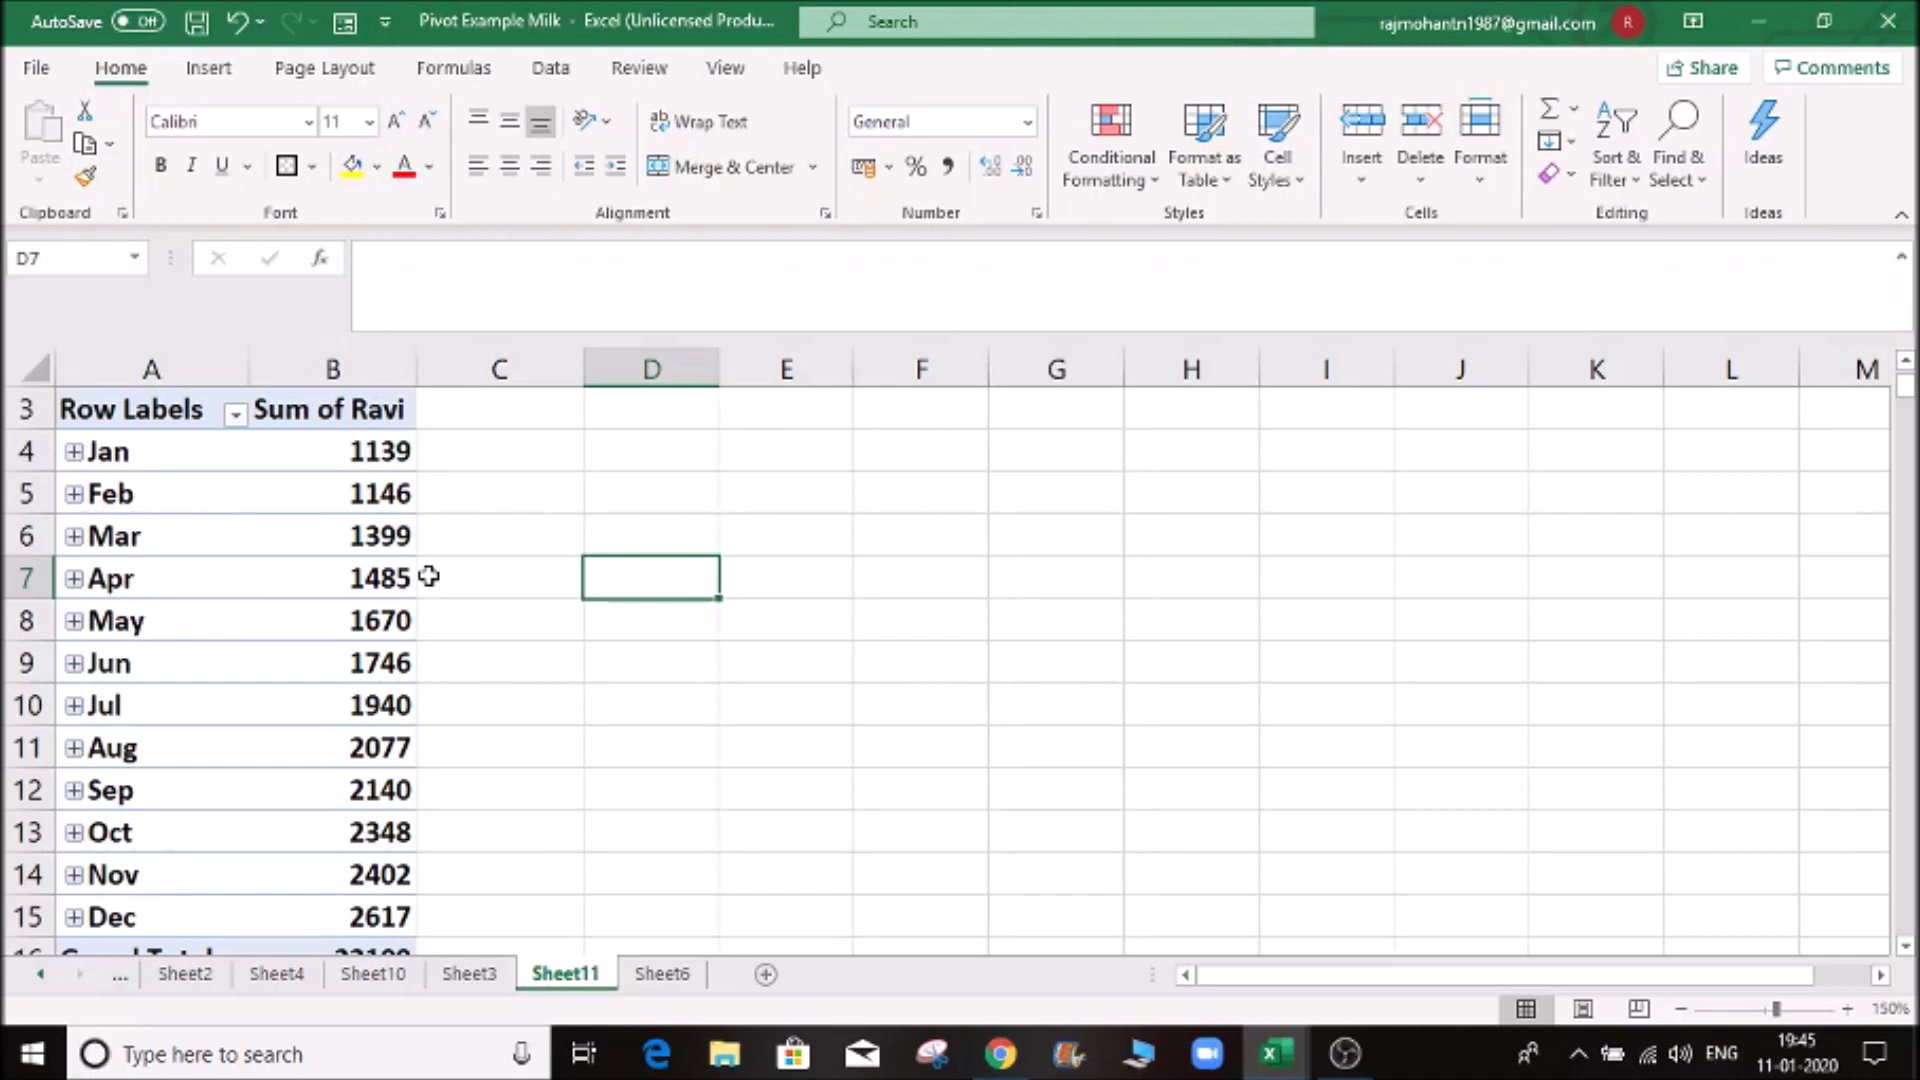 AutoSave Off Pivot Example Milk - Excel (Unlicensed Produ... Search rajmohantn1987@gmail.com R
File Home Insert Page Layout Formulas Data Review View Help Share Comments
Paste Calibri 11 A A ab Wrap Text General Conditional Formatting Format as Table Cell Styles Insert Delete Format Sort & Filter Find & Select Ideas
B I U A Merge & Center % ,
Clipboard Font Alignment Number Styles Cells Editing Ideas
D7 fx
A B C D E F G H I J K L M
3 Row Labels Sum of Ravi
4 Jan 1139
5 Feb 1146
6 Mar 1399
7 Apr 1485
8 May 1670
9 Jun 1746
10 Jul 1940
11 Aug 2077
12 Sep 2140
13 Oct 2348
14 Nov 2402
15 Dec 2617
... Sheet2 Sheet4 Sheet10 Sheet3 Sheet11 Sheet6
150%
Type here to search ENG 19:45
11-01-2020